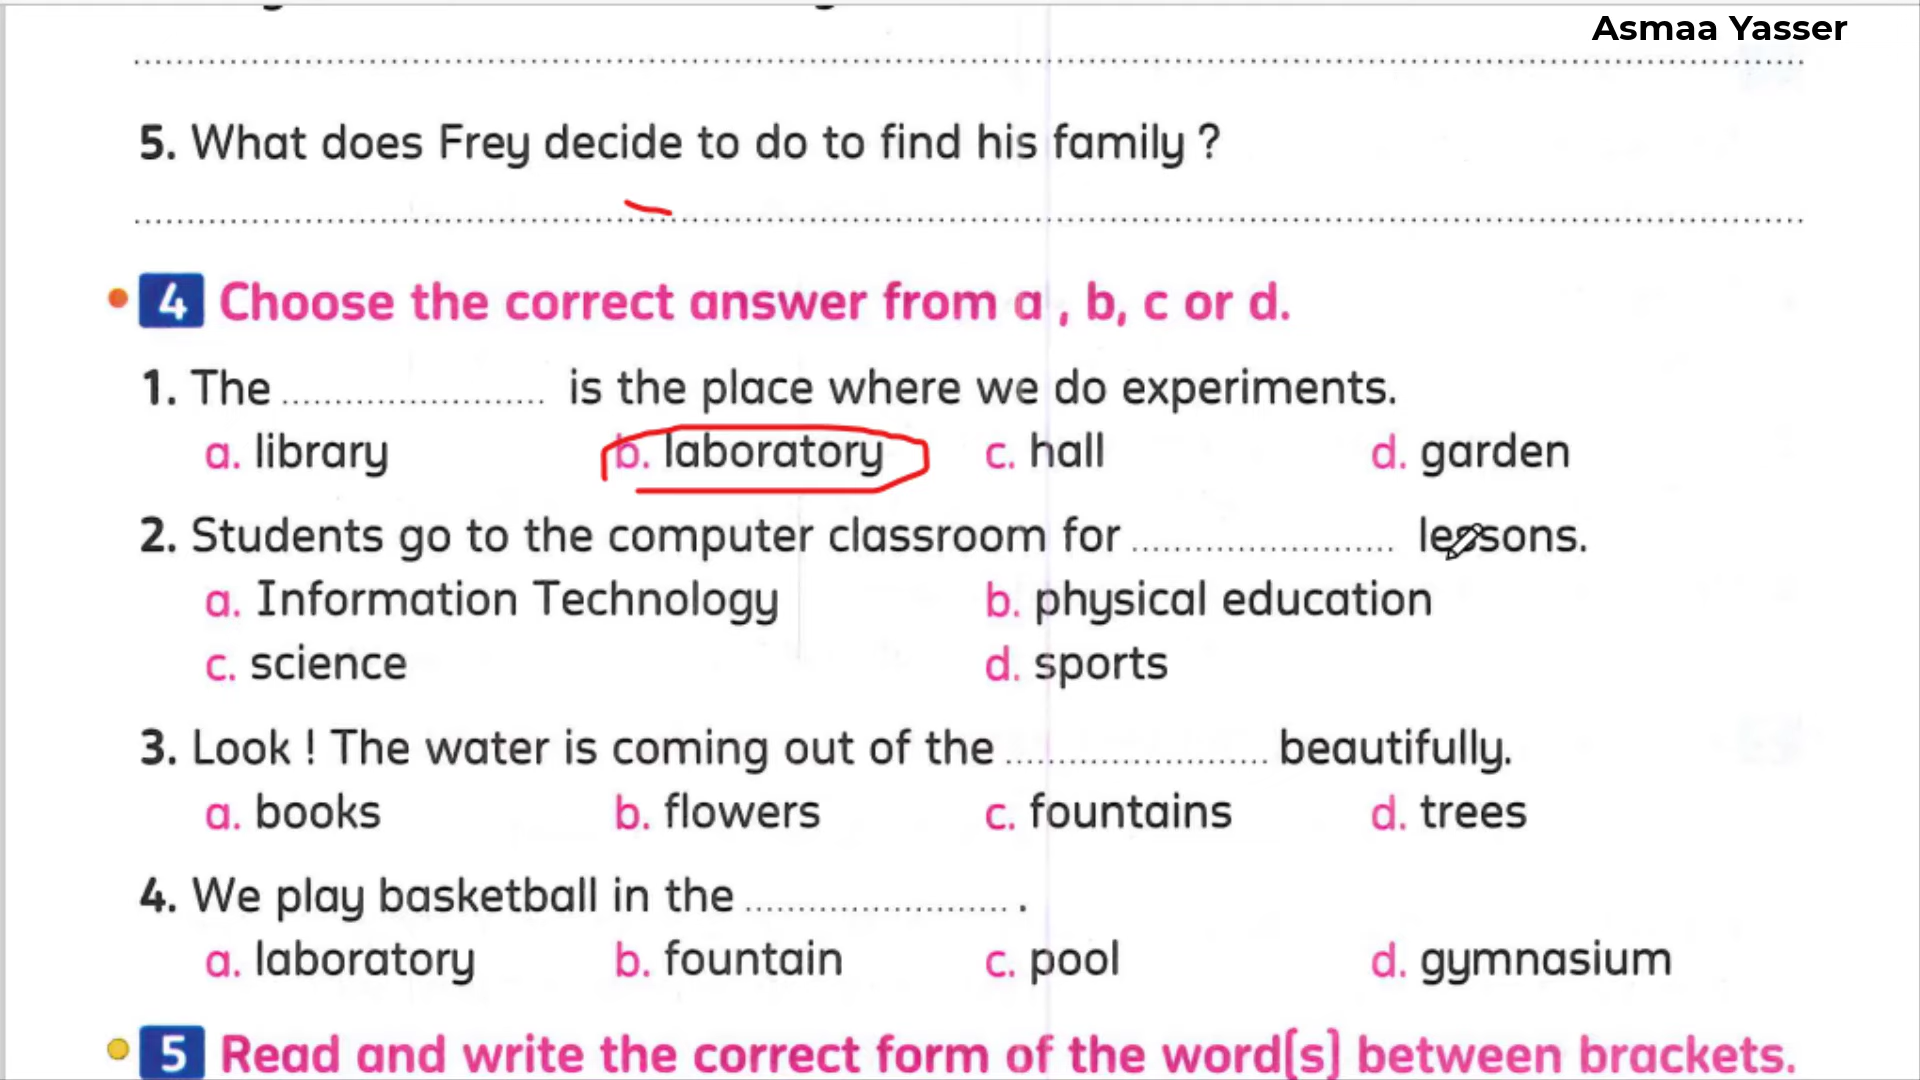 Asmaa Yasser
5. What does Frey decide to do to find his family ?
4 Choose the correct answer from a , b, c or d.
1. The ........................ is the place where we do experiments.
a. library b. laboratory c. hall d. garden
2. Students go to the computer classroom for ........................ lessons.
a. Information Technology b. physical education
c. science d. sports
3. Look ! The water is coming out of the ........................ beautifully.
a. books b. flowers c. fountains d. trees
4. We play basketball in the ........................ .
a. laboratory b. fountain c. pool d. gymnasium
5 Read and write the correct form of the word(s) between brackets.